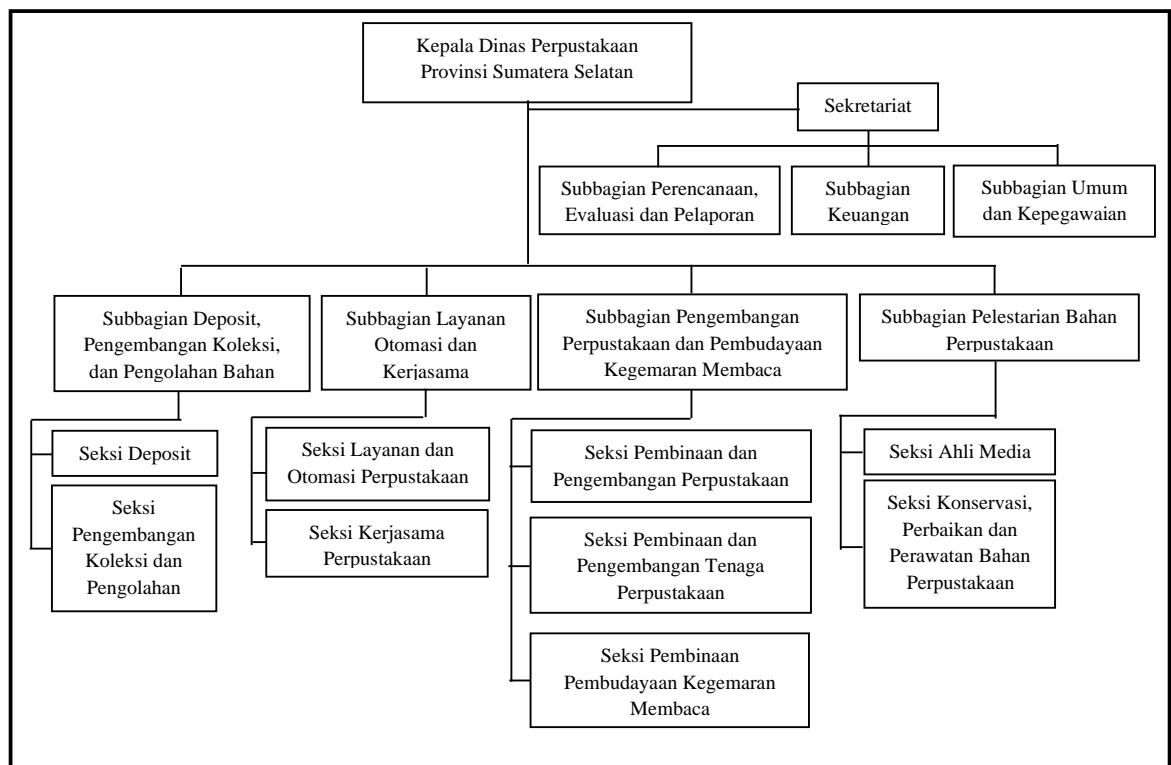 Kepala Dinas Perpustakaan
Provinsi Sumatera Selatan
Sekretariat
Subbagian Perencanaan,
Evaluasi dan Pelaporan
Subbagian
Keuangan
Subbagian Umum
dan Kepegawaian
Subbagian Deposit,
Pengembangan Koleksi,
dan Pengolahan Bahan
Subbagian Layanan
Otomasi dan
Kerjasama
Subbagian Pengembangan
Perpustakaan dan Pembudayaan
Kegemaran Membaca
Subbagian Pelestarian Bahan
Perpustakaan
Seksi Deposit
Seksi
Pengembangan
Koleksi dan
Pengolahan
Seksi Layanan dan
Otomasi Perpustakaan
Seksi Kerjasama
Perpustakaan
Seksi Pembinaan dan
Pengembangan Perpustakaan
Seksi Pembinaan dan
Pengembangan Tenaga
Perpustakaan
Seksi Pembinaan
Pembudayaan Kegemaran
Membaca
Seksi Ahli Media
Seksi Konservasi,
Perbaikan dan
Perawatan Bahan
Perpustakaan